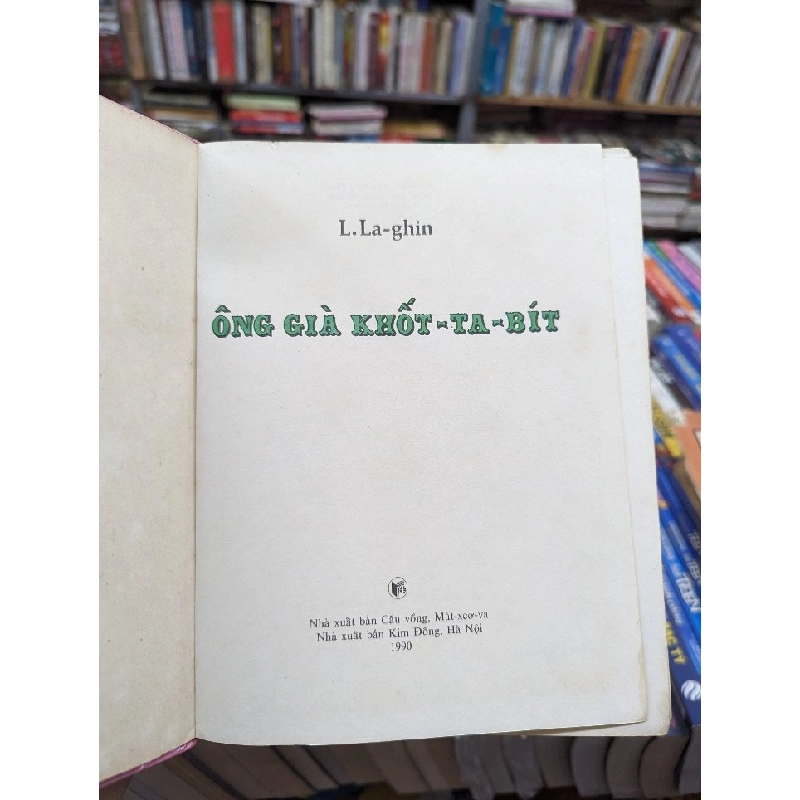 L.La-ghin
ÔNG GIÀ KHỐT-TA-BÍT
Nhà xuất bản Cầu vồng, Mát-xcơ-va
Nhà xuất bản Kim Đồng, Hà Nội
1990